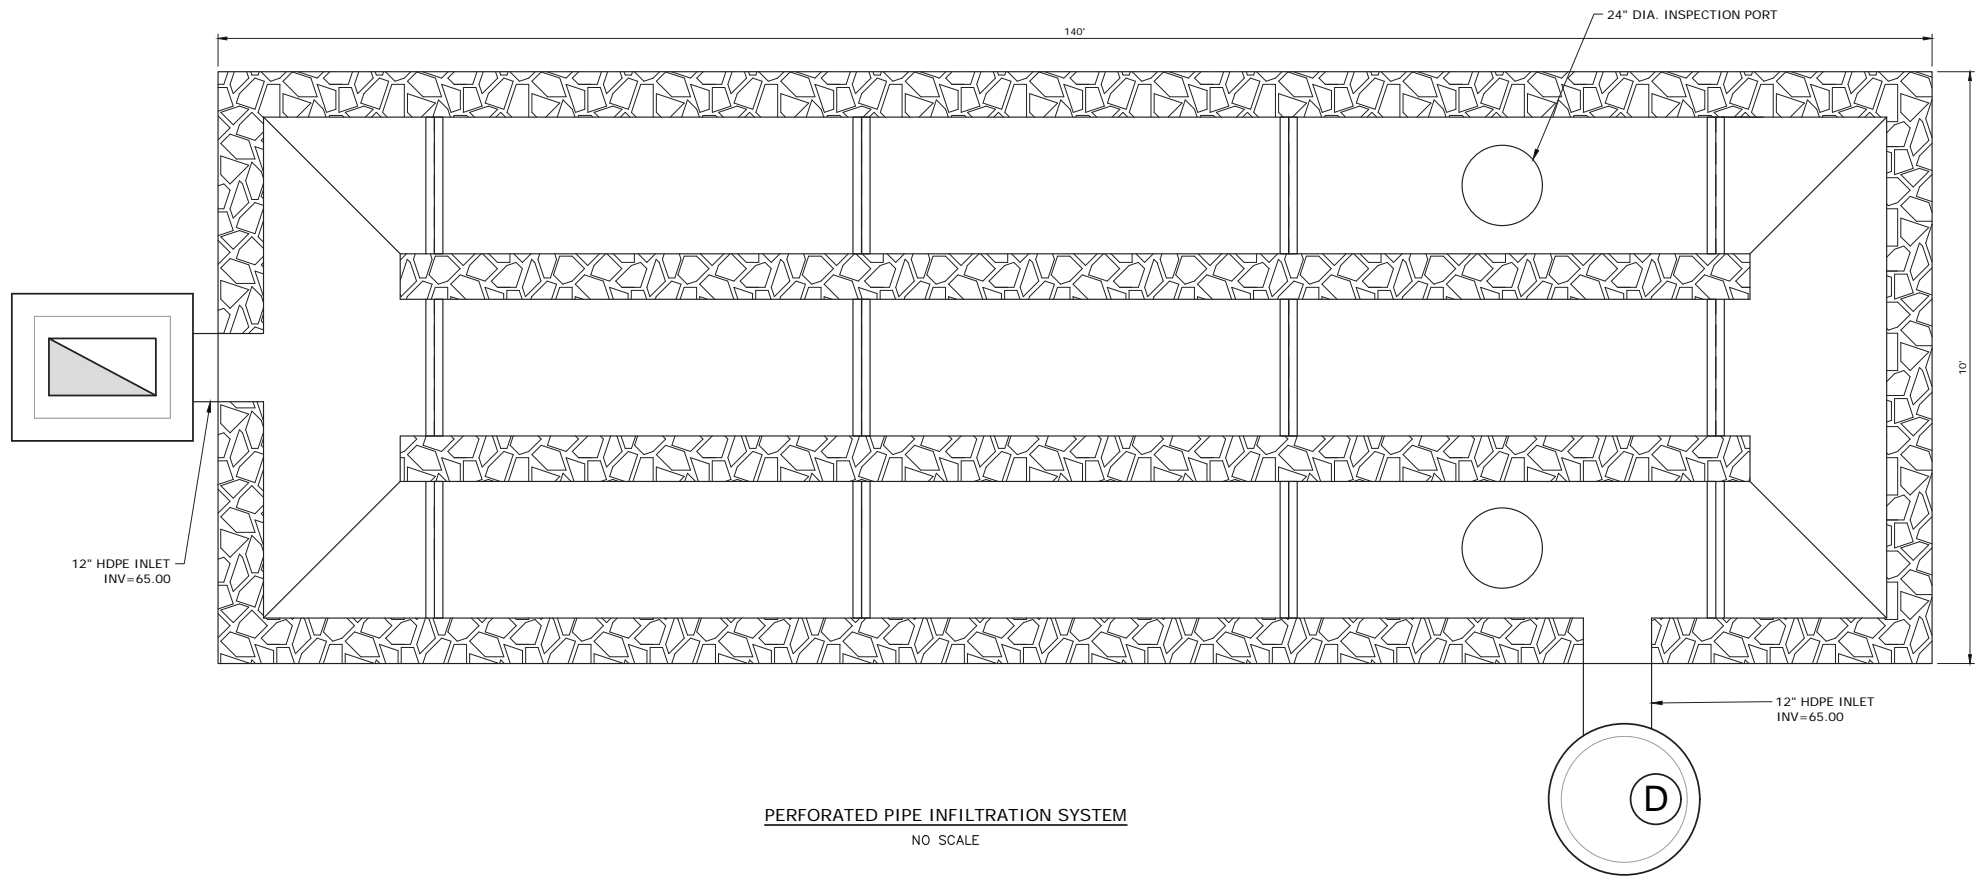 24" DIA. INSPECTION PORT
140'
10'
12" HDPE INLET
INV=65.00
12" HDPE INLET
INV=65.00
D
PERFORATED PIPE INFILTRATION SYSTEM
NO SCALE